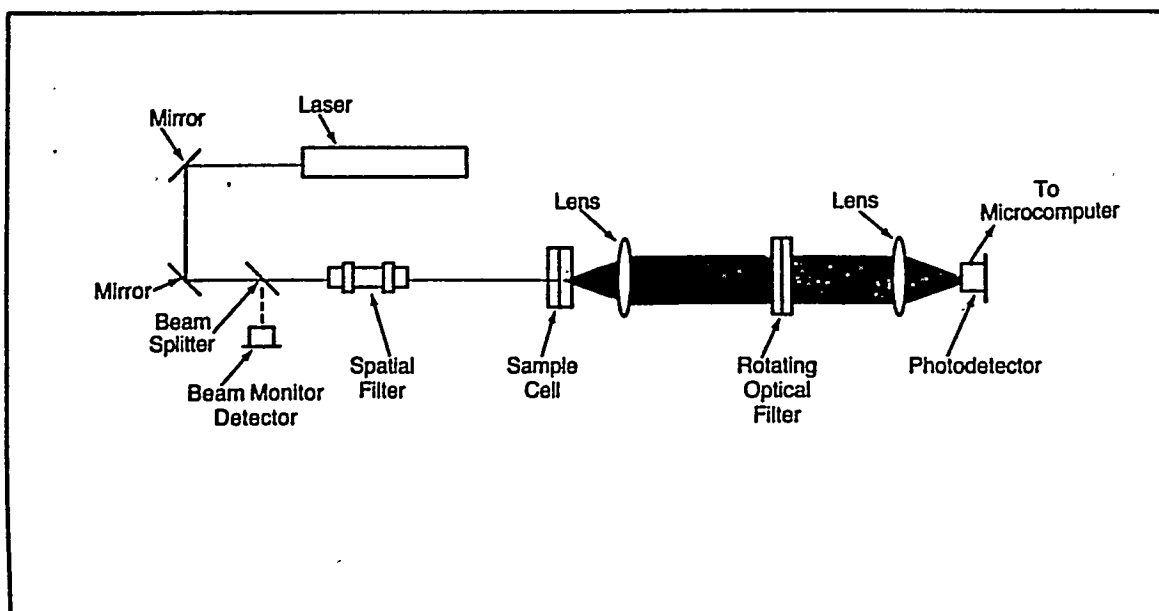 Laser
Mirror
To
Microcomputer
Lens
Lens
Mirror
Beam
Splitter
Beam Monitor
Detector
Spatial
Filter
Sample
Cell
Rotating
Optical
Filter
Photodetector